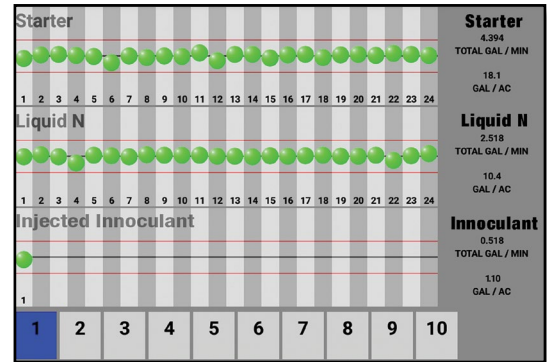 Starter
1 2 3 4 5 6 7 8 9 10 11 12 13 14 15 16 17 18 19 20 21 22 23 24
Starter
4.394
TOTAL GAL / MIN
18.1
GAL / AC
Liquid N
1 2 3 4 5 6 7 8 9 10 11 12 13 14 15 16 17 18 19 20 21 22 23 24
Liquid N
2.518
TOTAL GAL / MIN
10.4
GAL / AC
Injected Innoculant
1
Innoculant
0.518
TOTAL GAL / MIN
1.10
GAL / AC
1 2 3 4 5 6 7 8 9 10